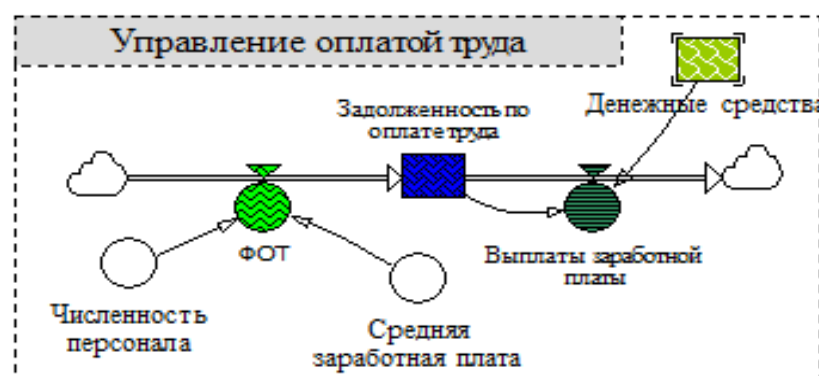 Управление оплатой труда
Задолженность по
оплате труда
Денежные средства
ФОТ
Выплаты заработной
платы
Численность
персонала
Средняя
заработная плата